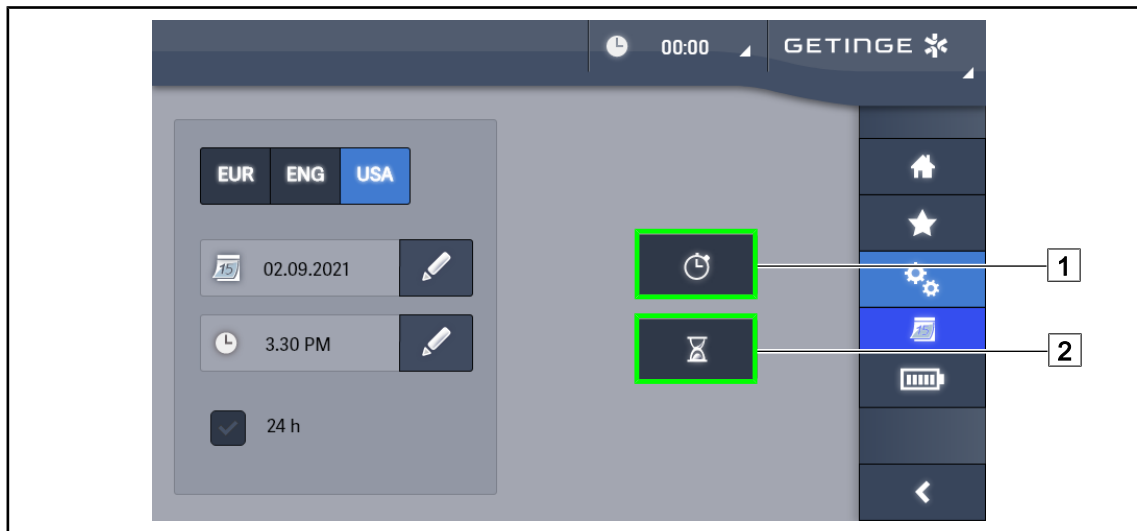 00:00 GETINGE
EUR ENG USA
15 02.09.2021
3.30 PM
24 h
1
15
2